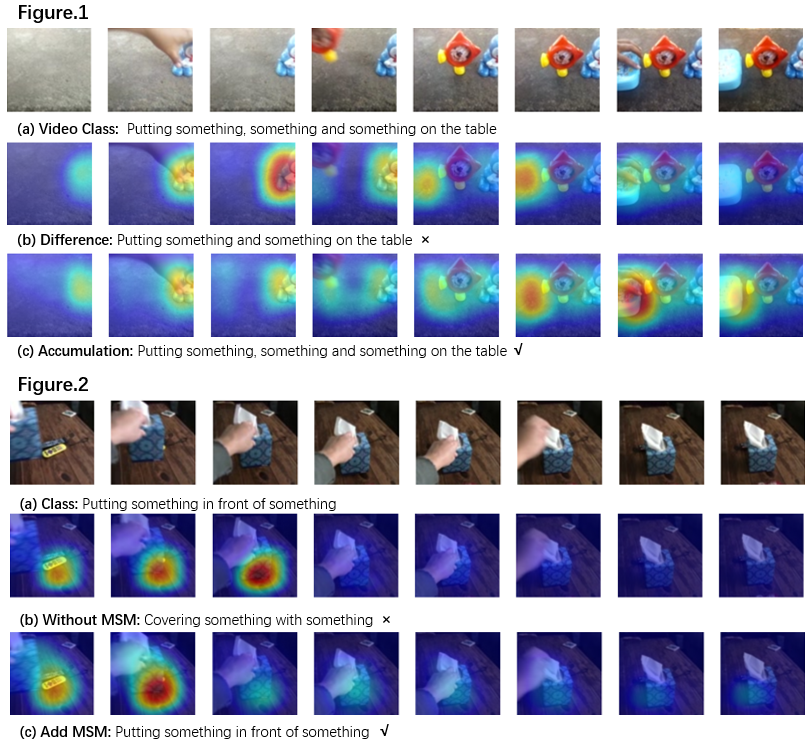 Figure.1
(a) Video Class: Putting something, something and something on the table
(b) Difference: Putting something and something on the table ×
(c) Accumulation: Putting something, something and something on the table √
Figure.2
(a) Class: Putting something in front of something
(b) Without MSM: Covering something with something ×
(c) Add MSM: Putting something in front of something √